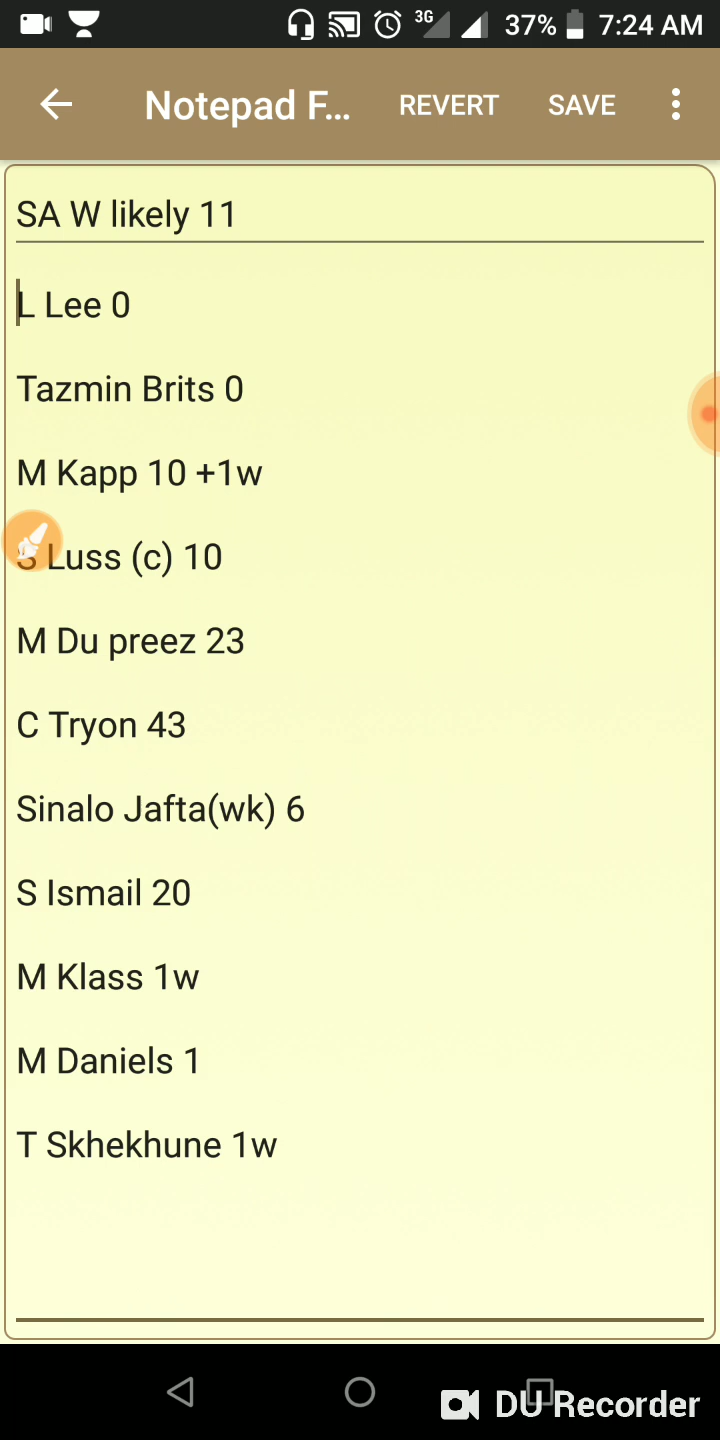 3G 37% 7:24 AM
Notepad F... REVERT SAVE
SA W likely 11
L Lee 0
Tazmin Brits 0
M Kapp 10 +1w
S Luss (c) 10
M Du preez 23
C Tryon 43
Sinalo Jafta(wk) 6
S Ismail 20
M Klass 1w
M Daniels 1
T Skhekhune 1w
DU Recorder